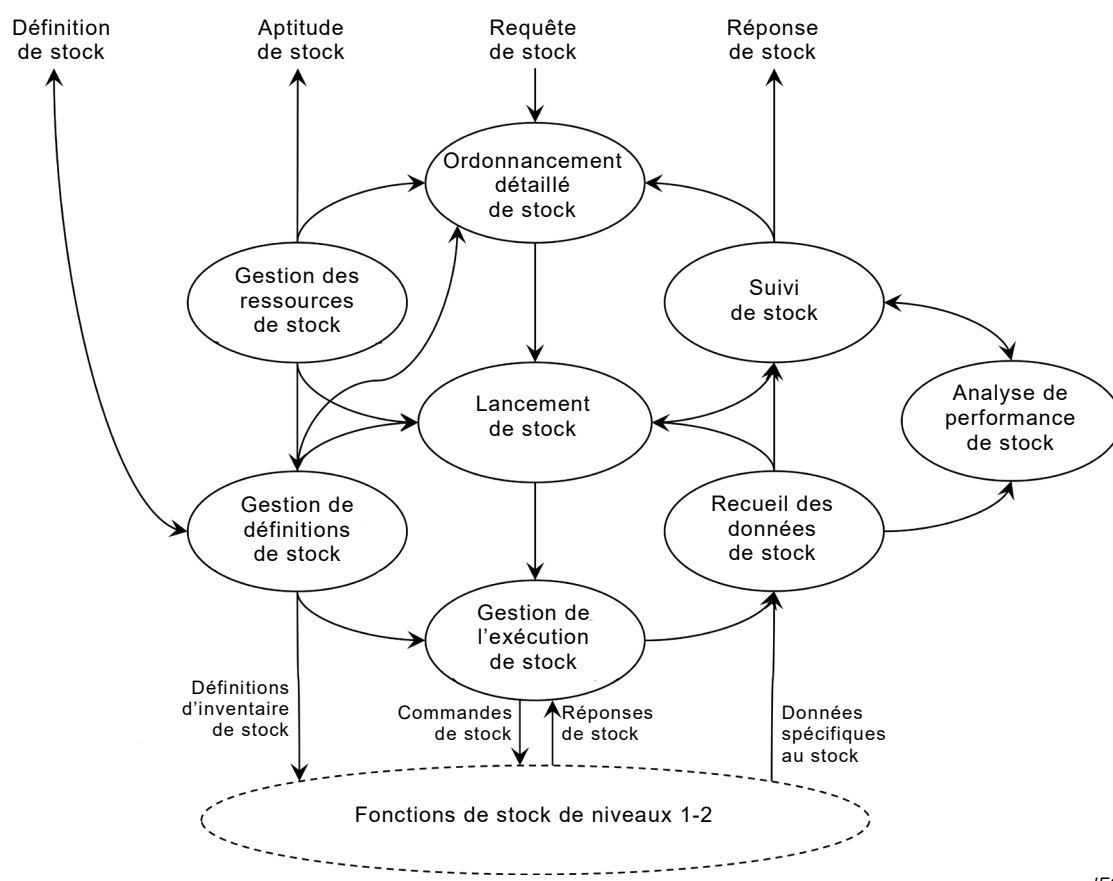 Définition
de stock
Aptitude
de stock
Requête
de stock
Réponse
de stock
Ordonnancement
détaillé
de stock
Gestion des
ressources
de stock
Suivi
de stock
Lancement
de stock
Analyse de
performance
de stock
Gestion de
définitions
de stock
Recueil des
données
de stock
Gestion de
l'exécution
de stock
Définitions
d'inventaire
de stock
Commandes
de stock
Réponses
de stock
Données
spécifiques
au stock
Fonctions de stock de niveaux 1-2